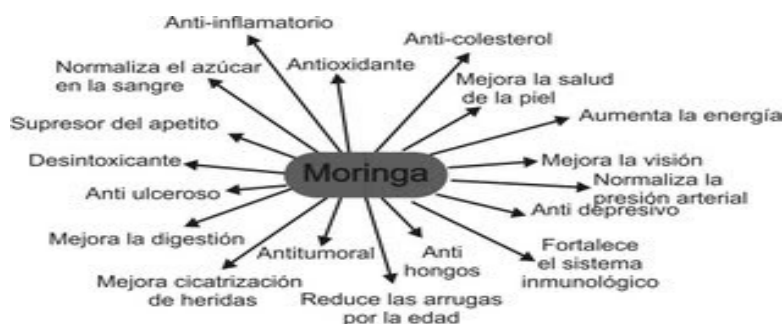 Anti-inflamatorio
Anti-colesterol
Normaliza el azúcar
en la sangre
Antioxidante
Mejora la salud
de la piel
Supresor del apetito
Aumenta la energía
Desintoxicante
Moringa
Mejora la visión
Anti ulceroso
Normaliza la
presión arterial
Mejora la digestión
Anti depresivo
Antitumoral
Anti
hongos
Fortalece
el sistema
inmunológico
Mejora cicatrización
de heridas
Reduce las arrugas
por la edad